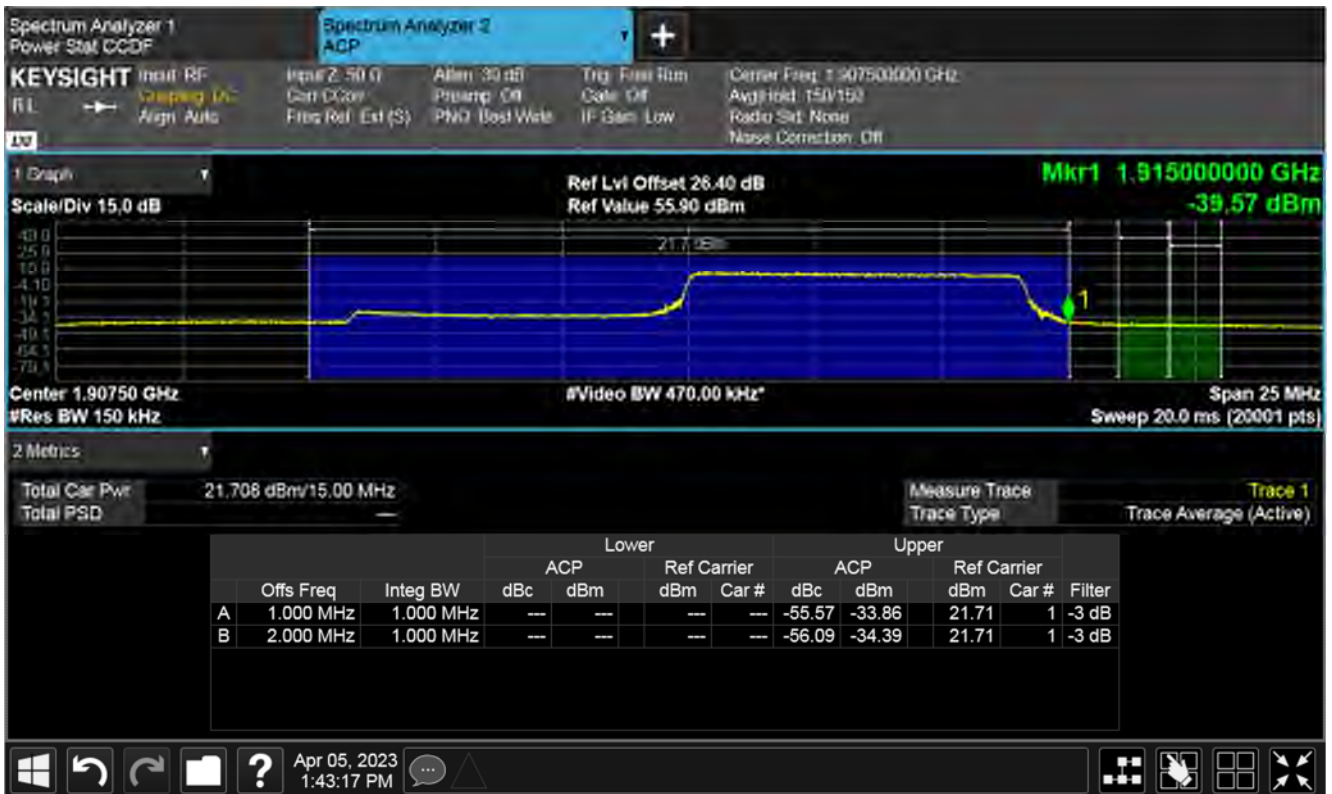 Spectrum Analyzer 1
Power Stat CCDF
Spectrum Analyzer 2
ACP
KEYSIGHT Input: RF
Coupling: DC
Align: Auto
RL
Input Z: 50 Ω
Corr CCorr
Freq Ref: Ext (S)
Atten: 30 dB
Preamp: Off
PNO: Best Wide
Trig: Free Run
Gate: Off
IF Gain: Low
Center Freq: 1.907500000 GHz
Avg|Hold: 150/150
Radio Std: None
Noise Correction: Off
1 Graph
Scale/Div 15.0 dB
Ref Lvl Offset 26.40 dB
Ref Value 55.90 dBm
Mkr1 1.915000000 GHz
-39.57 dBm
21.7 dBm
1
-4.10
Center 1.90750 GHz
#Res BW 150 kHz
#Video BW 470.00 kHz*
Span 25 MHz
Sweep 20.0 ms (20001 pts)
2 Metrics
Total Car Pwr 21.708 dBm/15.00 MHz
Total PSD ---
Measure Trace Trace 1
Trace Type Trace Average (Active)
Lower Upper
ACP Ref Carrier ACP Ref Carrier
Offs Freq Integ BW dBc dBm dBm Car # dBc dBm dBm Car # Filter
A 1.000 MHz 1.000 MHz --- --- --- --- -55.57 -33.86 21.71 1 -3 dB
B 2.000 MHz 1.000 MHz --- --- --- --- -56.09 -34.39 21.71 1 -3 dB
Apr 05, 2023
1:43:17 PM